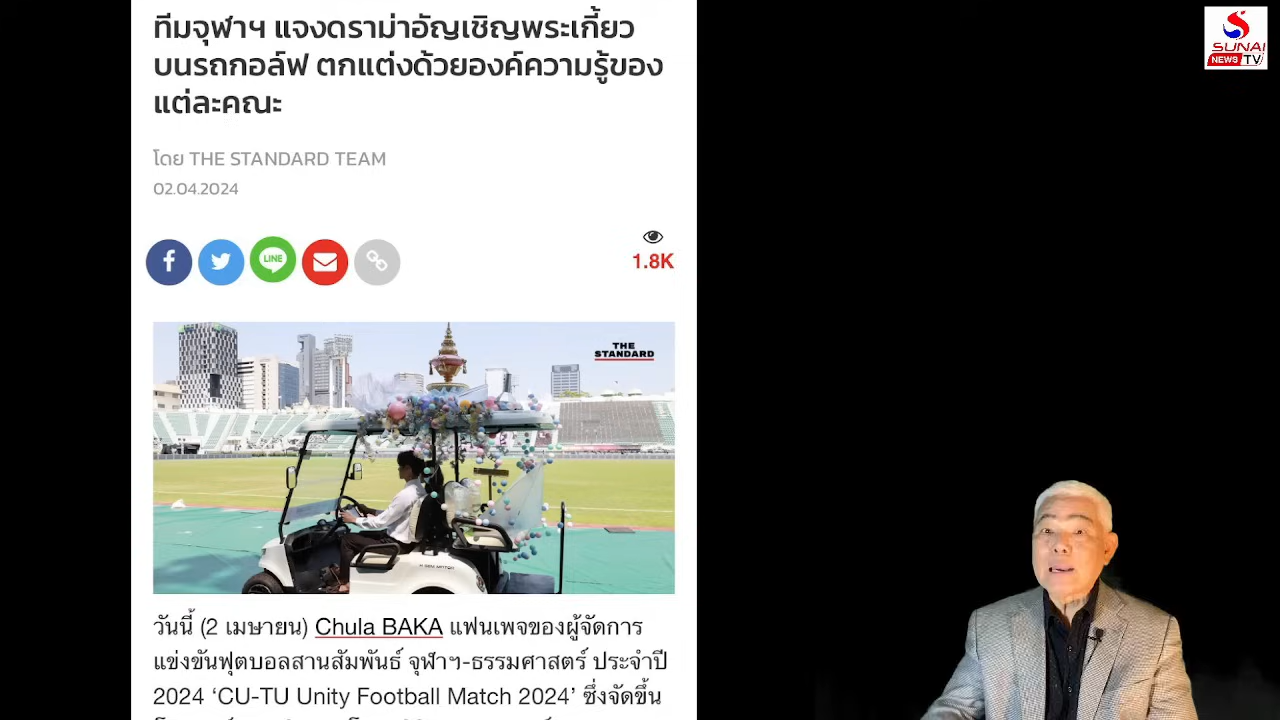 ทีมจุฬาฯ แจงดราม่าอัญเชิญพระเกี้ยว
บนรถกอล์ฟ ตกแต่งด้วยองค์ความรู้ของ
แต่ละคณะ
SUNAI
NEWS TV
โดย THE STANDARD TEAM
02.04.2024
LINE
1.8K
THE
STANDARD
วันนี้ (2 เมษายน) Chula BAKA แฟนเพจของผู้จัดการ
แข่งขันฟุตบอลสานสัมพันธ์ จุฬาฯ-ธรรมศาสตร์ ประจำปี
2024 ‘CU-TU Unity Football Match 2024’ ซึ่งจัดขึ้น